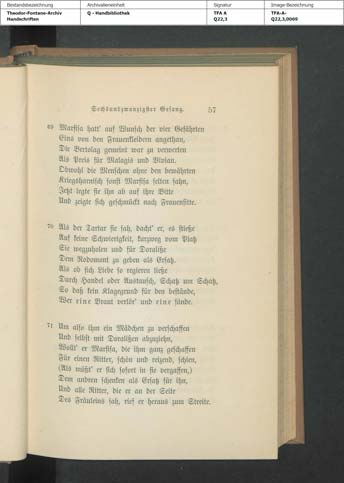 Bestandsbezeichnung
Archivalieneinheit
Signatur
Image-Bezeichnung
Theodor-Fontane-Archiv
Handschriften
Q - Handbibliothek
TFA A
Q22,3
TFA-A-
Q22,3,0069
Sechsundzwanzigster Gesang. 57
69 Marfisa hatt' auf Wunsch der vier Gefährten
Eins von den Frauenkleidern angethan,
Die Bertolag gemeint war zu verwerten
Als Preis für Malagis und Vivian.
Obwohl die Menschen ohne den bewährten
Kriegsharnisch sonst Marfisa selten sahn,
Jetzt legte sie ihn ab auf ihre Bitte
Und zeigte sich geschmückt nach Frauensitte.
70 Als der Tartar sie sah, dacht' er, es stieße
Auf keine Schwierigkeit, kurzweg vom Platz
Sie wegzuholen und für Doralise
Dem Rodomont zu geben als Ersatz.
Als ob sich Liebe so regieren ließe
Durch Handel oder Austausch, Schatz um Schatz,
So daß kein Klagegrund für den bestände,
Wer eine Braut verlör' und eine fände.
71 Um also ihm ein Mädchen zu verschaffen
Und selbst mit Doralisen abzuziehn,
Wollt' er Marfisa, die ihm ganz geschaffen
Für einen Ritter, schön und reizend, schien,
(Als müßt' er sich sofort in sie vergaffen,)
Dem andren schenken als Ersatz für ihn,
Und alle Ritter, die er an der Seite
Des Fräuleins sah, rief er heraus zum Streite.